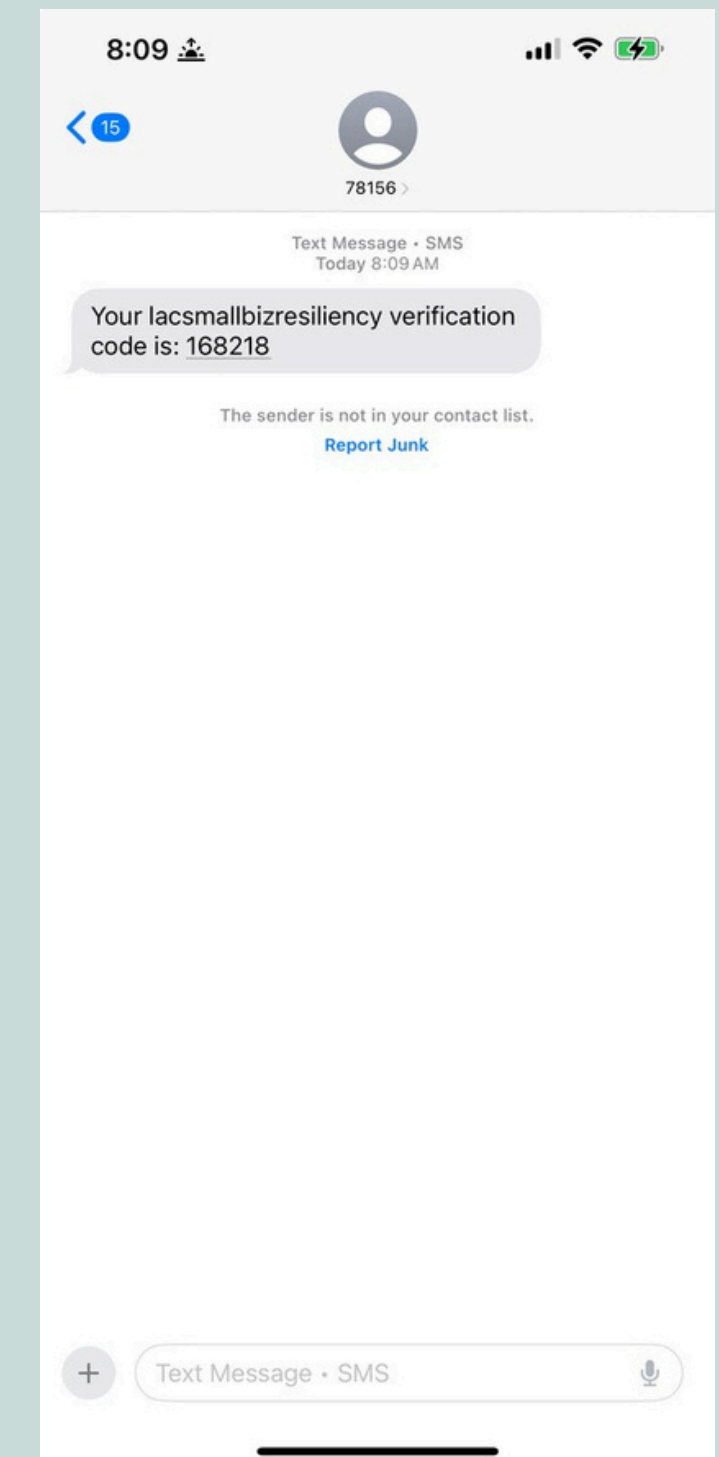 8:09
15
78156
Text Message • SMS
Today 8:09 AM
Your lacsmallbizresiliency verification
code is: 168218
The sender is not in your contact list.
Report Junk
Text Message • SMS